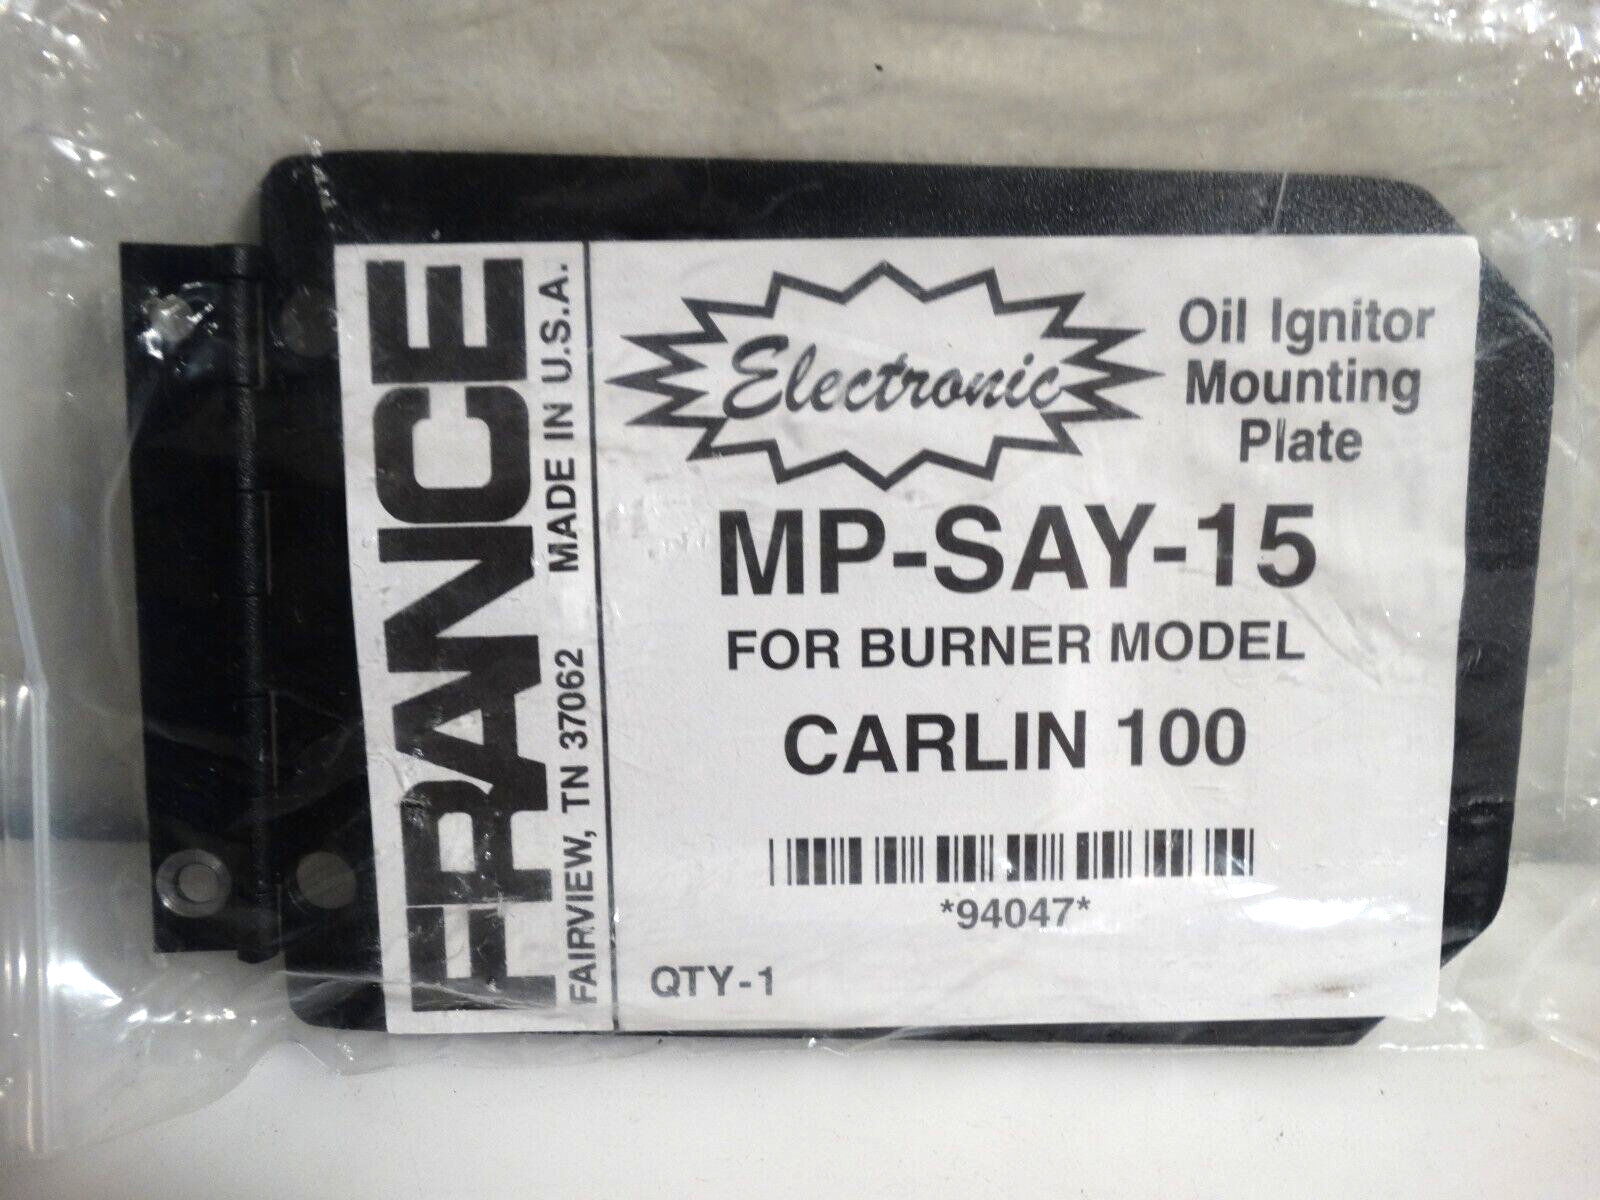 FRANCE
FAIRVIEW, TN 37062 MADE IN U.S.A.
Electronic
Oil Ignitor
Mounting
Plate
MP-SAY-15
FOR BURNER MODEL
CARLIN 100
*94047*
QTY-1